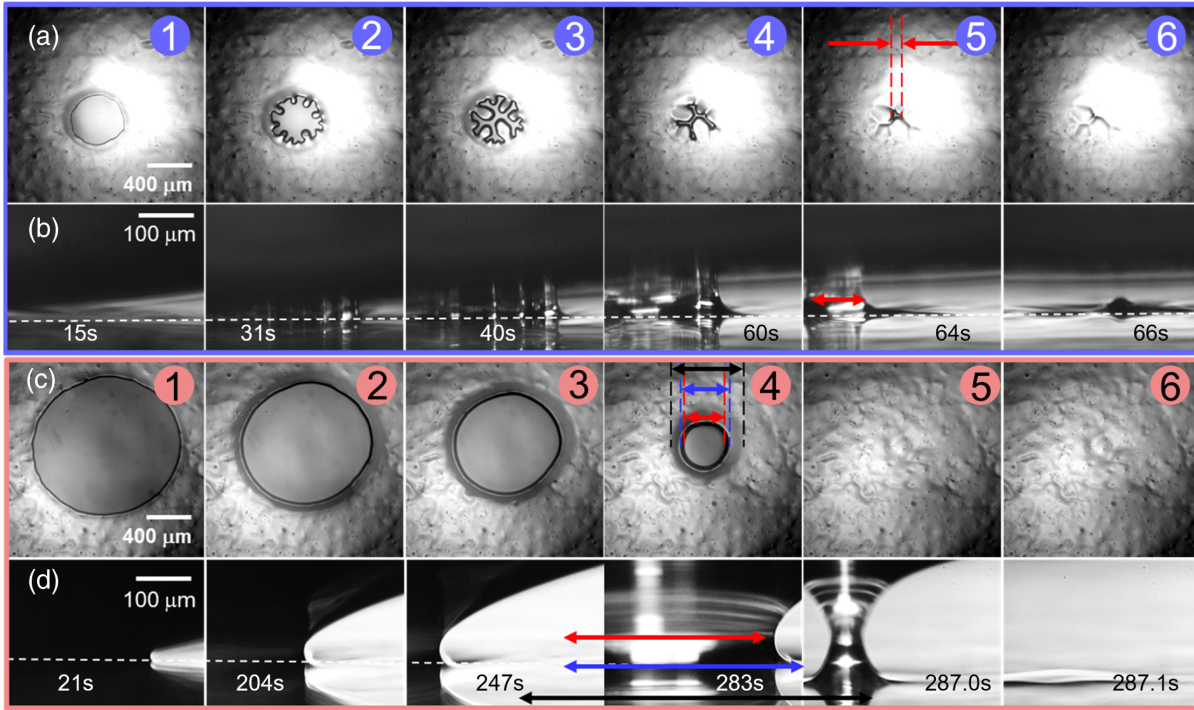 (a) 1 2 3 4 5 6
400 μm
(b) 100 μm
15s 31s 40s 60s 64s 66s
(c) 1 2 3 4 5 6
400 μm
(d) 100 μm
21s 204s 247s 283s 287.0s 287.1s